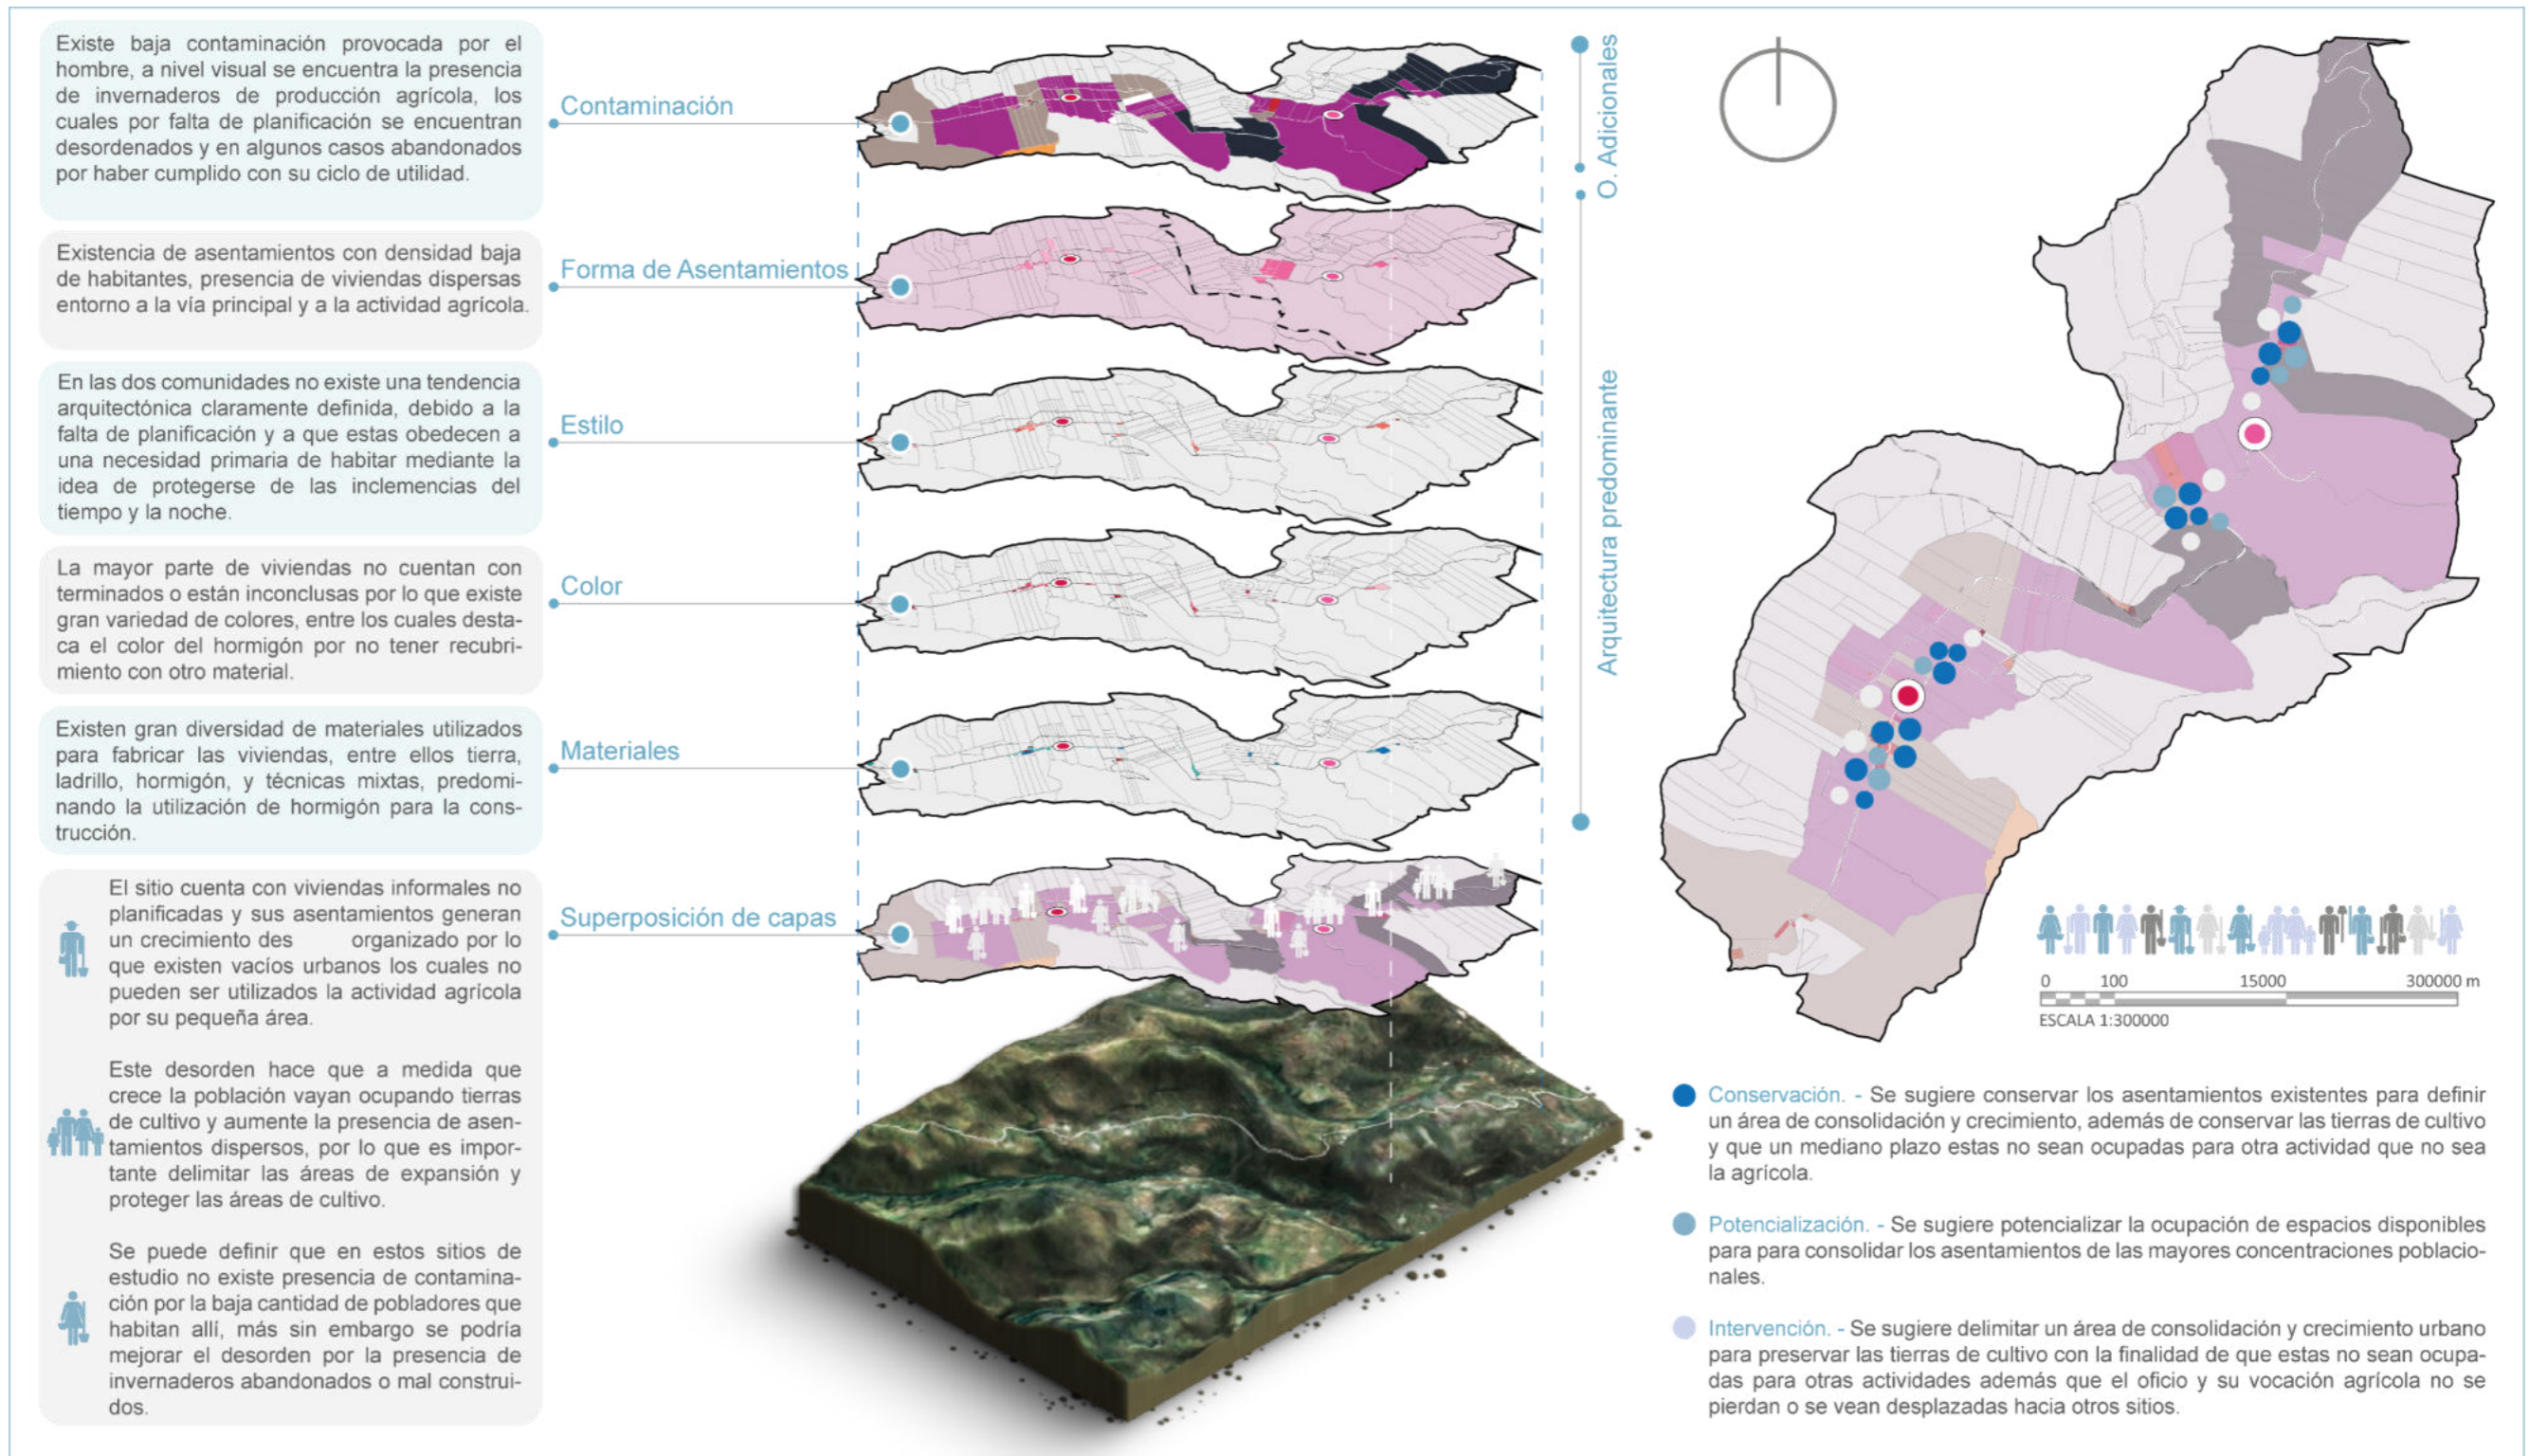 Existe baja contaminación provocada por el
hombre, a nivel visual se encuentra la presencia
de invernaderos de producción agrícola, los
cuales por falta de planificación se encuentran
desordenados y en algunos casos abandonados
por haber cumplido con su ciclo de utilidad.
Contaminación
Existencia de asentamientos con densidad baja
de habitantes, presencia de viviendas dispersas
entorno a la vía principal y a la actividad agrícola.
Forma de Asentamientos
En las dos comunidades no existe una tendencia
arquitectónica claramente definida, debido a la
falta de planificación y a que estas obedecen a
una necesidad primaria de habitar mediante la
idea de protegerse de las inclemencias del
tiempo y la noche.
Estilo
La mayor parte de viviendas no cuentan con
terminados o están inconclusas por lo que existe
gran variedad de colores, entre los cuales desta-
ca el color del hormigón por no tener recubri-
miento con otro material.
Color
Existen gran diversidad de materiales utilizados
para fabricar las viviendas, entre ellos tierra,
ladrillo, hormigón, y técnicas mixtas, predomi-
nando la utilización de hormigón para la cons-
trucción.
Materiales
El sitio cuenta con viviendas informales no
planificadas y sus asentamientos generan
un crecimiento des organizado por lo
que existen vacíos urbanos los cuales no
pueden ser utilizados la actividad agrícola
por su pequeña área.
Este desorden hace que a medida que
crece la población vayan ocupando tierras
de cultivo y aumente la presencia de asen-
tamientos dispersos, por lo que es impor-
tante delimitar las áreas de expansión y
proteger las áreas de cultivo.
Se puede definir que en estos sitios de
estudio no existe presencia de contamina-
ción por la baja cantidad de pobladores que
habitan allí, más sin embargo se podría
mejorar el desorden por la presencia de
invernaderos abandonados o mal construi-
dos.
Superposición de capas
O. Adicionales
Arquitectura predominante
0 100 15000 300000 m
ESCALA 1:300000
Conservación. - Se sugiere conservar los asentamientos existentes para definir
un área de consolidación y crecimiento, además de conservar las tierras de cultivo
y que un mediano plazo estas no sean ocupadas para otra actividad que no sea
la agrícola.
Potencialización. - Se sugiere potencializar la ocupación de espacios disponibles
para para consolidar los asentamientos de las mayores concentraciones poblacio-
nales.
Intervención. - Se sugiere delimitar un área de consolidación y crecimiento urbano
para preservar las tierras de cultivo con la finalidad de que estas no sean ocupa-
das para otras actividades además que el oficio y su vocación agrícola no se
pierdan o se vean desplazadas hacia otros sitios.